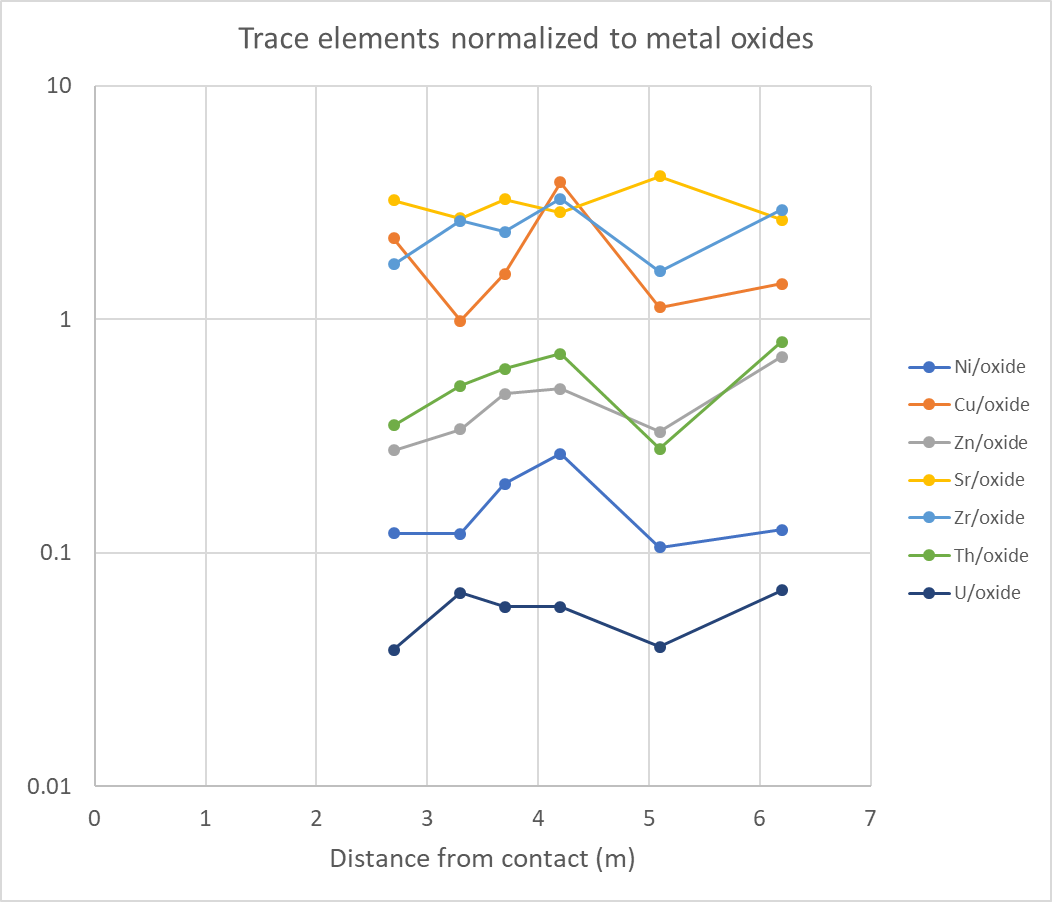 Trace elements normalized to metal oxides
10
1
0.1
0.01
0 1 2 3 4 5 6 7
Distance from contact (m)
Ni/oxide
Cu/oxide
Zn/oxide
Sr/oxide
Zr/oxide
Th/oxide
U/oxide